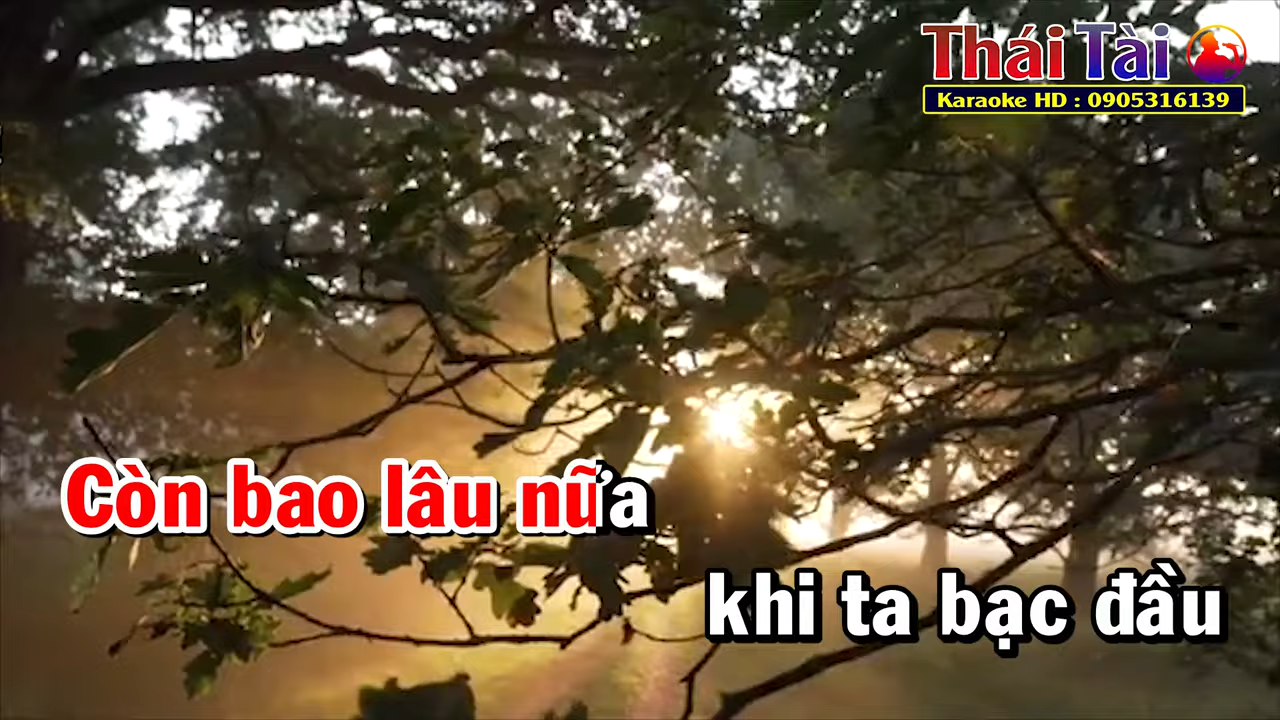 Thái Tài
Karaoke HD : 0905316139
Còn bao lâu nữa
khi ta bạc đầu